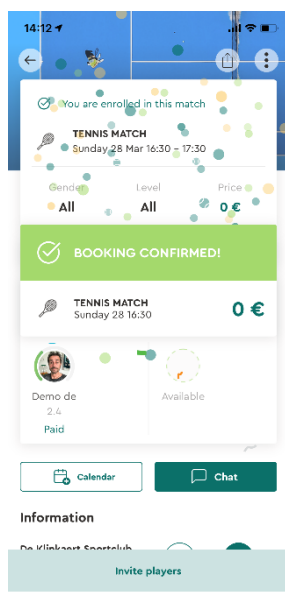 14:12
You are enrolled in this match
TENNIS MATCH
Sunday 28 Mar 16:30 - 17:30
Gender Level Price
All All 0 €
BOOKING CONFIRMED!
TENNIS MATCH
Sunday 28 16:30
0 €
Demo de
2.4
Paid
Available
Calendar
Chat
Information
De Klinkaert Sportclub
Invite players